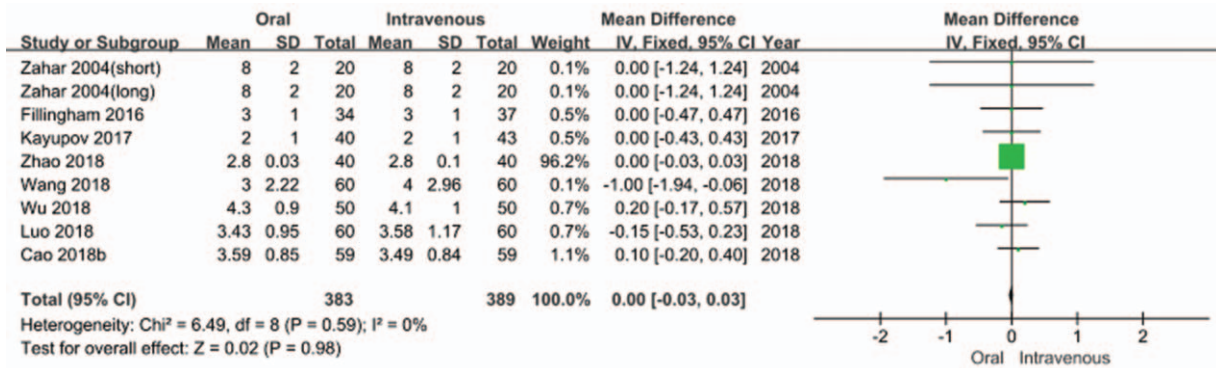 Oral Intravenous Mean Difference Mean Difference
Study or Subgroup Mean SD Total Mean SD Total Weight IV, Fixed, 95% CI Year IV, Fixed, 95% CI
Zahar 2004(short) 8 2 20 8 2 20 0.1% 0.00 [-1.24, 1.24] 2004
Zahar 2004(long) 8 2 20 8 2 20 0.1% 0.00 [-1.24, 1.24] 2004
Fillingham 2016 3 1 34 3 1 37 0.5% 0.00 [-0.47, 0.47] 2016
Kayupov 2017 2 1 40 2 1 43 0.5% 0.00 [-0.43, 0.43] 2017
Zhao 2018 2.8 0.03 40 2.8 0.1 40 96.2% 0.00 [-0.03, 0.03] 2018
Wang 2018 3 2.22 60 4 2.96 60 0.1% -1.00 [-1.94, -0.06] 2018
Wu 2018 4.3 0.9 50 4.1 1 50 0.7% 0.20 [-0.17, 0.57] 2018
Luo 2018 3.43 0.95 60 3.58 1.17 60 0.7% -0.15 [-0.53, 0.23] 2018
Cao 2018b 3.59 0.85 59 3.49 0.84 59 1.1% 0.10 [-0.20, 0.40] 2018
Total (95% CI) 383 389 100.0% 0.00 [-0.03, 0.03]
Heterogeneity: Chi² = 6.49, df = 8 (P = 0.59); I² = 0%
Test for overall effect: Z = 0.02 (P = 0.98)
-2 -1 0 1 2
Oral Intravenous